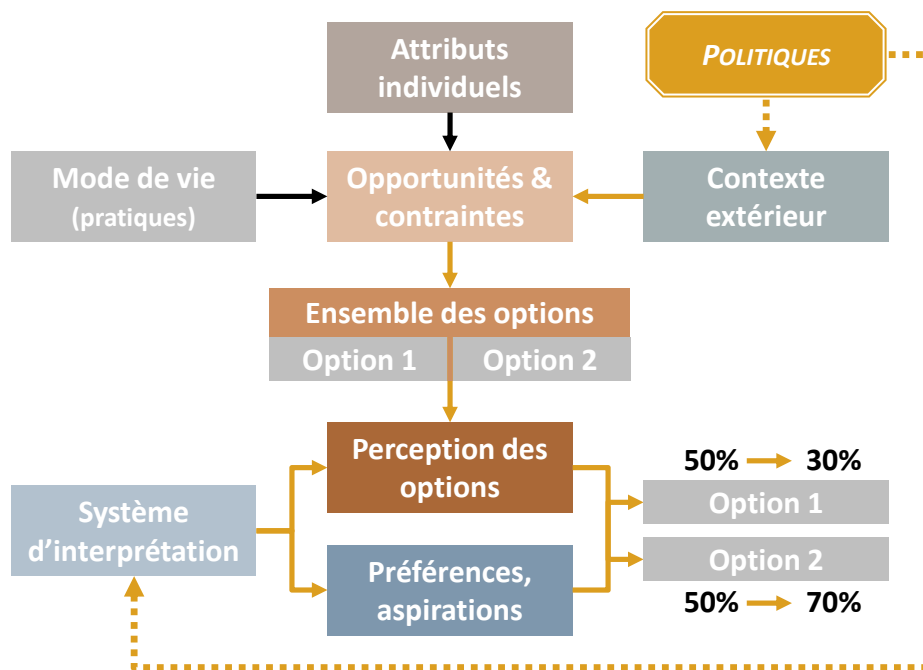 Attributs
individuels
POLITIQUES
Mode de vie
(pratiques)
Opportunités &
contraintes
Contexte
extérieur
Ensemble des options
Option 1
Option 2
Perception des
options
50% 30%
Option 1
Système
d’interprétation
Option 2
Préférences,
aspirations
50% 70%